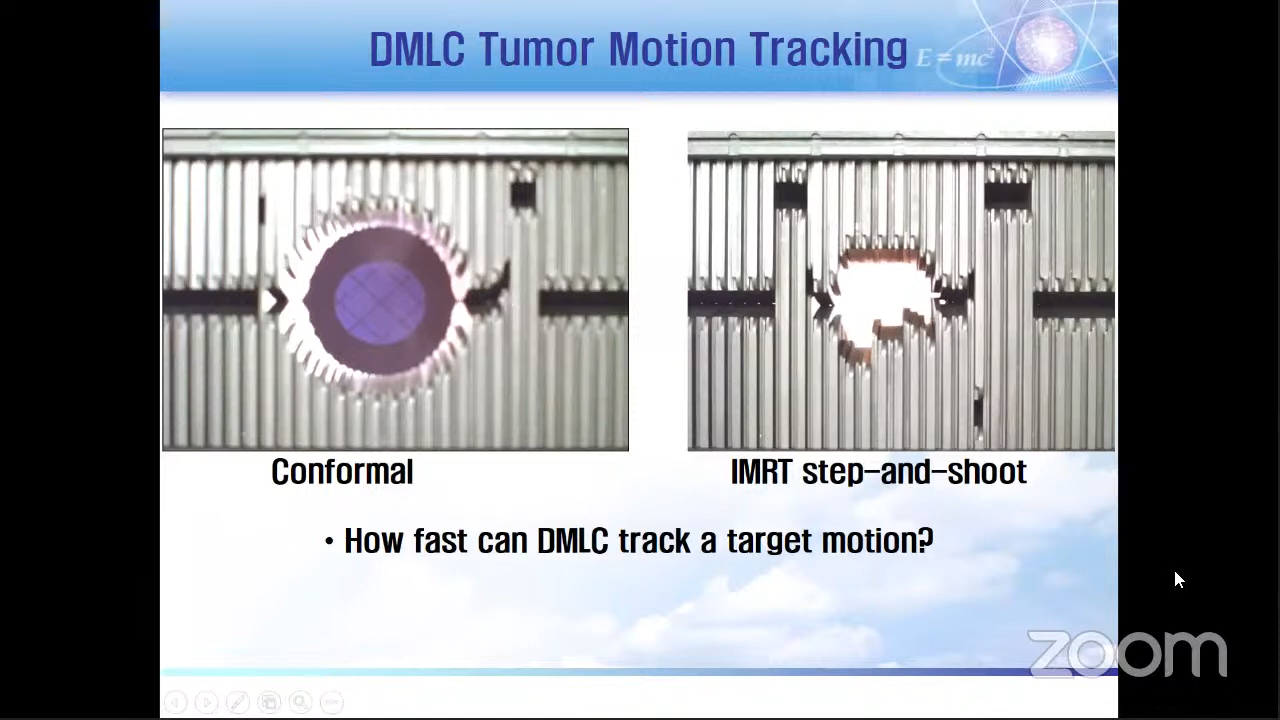 DMLC Tumor Motion Tracking
E = mc²
Conformal
IMRT step-and-shoot
• How fast can DMLC track a target motion?
zoom